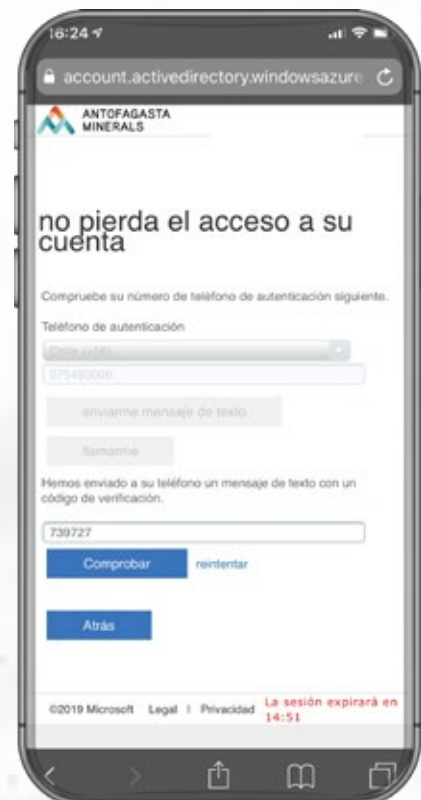 16:24
account.activedirectory.windowsazure
ANTOFAGASTA
MINERALS
no pierda el acceso a su
cuenta
Compruebe su número de teléfono de autenticación siguiente.
Teléfono de autenticación
Chile (+56)
enviarme mensaje de texto
llamarme
Hemos enviado a su teléfono un mensaje de texto con un
código de verificación.
739727
Comprobar reintentar
Atrás
©2019 Microsoft Legal | Privacidad La sesión expirará en
14:51